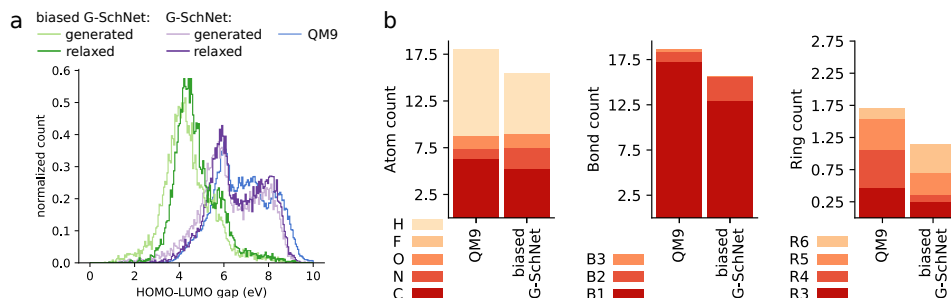 a
biased G-SchNet: G-SchNet:
generated generated QM9
relaxed relaxed
normalized count
0.6
0.5
0.4
0.3
0.2
0.1
0.0
0 2 4 6 8 10
HOMO-LUMO gap (eV)
b
Atom count
17.5
12.5
7.5
2.5
H
F
O
N
C
QM9
biased
G-SchNet
Bond count
17.5
12.5
7.5
2.5
B3
B2
B1
QM9
biased
G-SchNet
Ring count
2.75
2.25
1.75
1.25
0.75
0.25
R6
R5
R4
R3
QM9
biased
G-SchNet